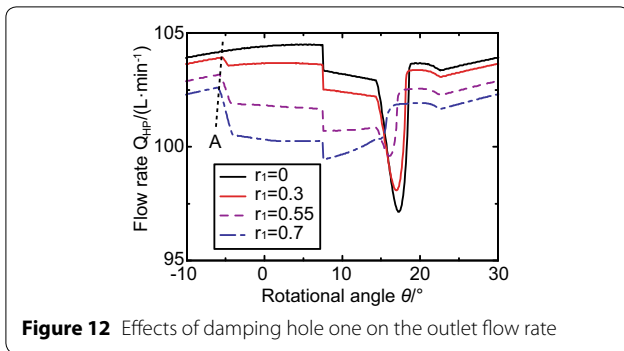 105
100
95
Flow rate Q_HP/(L·min⁻¹)
A
r₁=0
r₁=0.3
r₁=0.55
r₁=0.7
-10 0 10 20 30
Rotational angle θ/°
Figure 12 Effects of damping hole one on the outlet flow rate